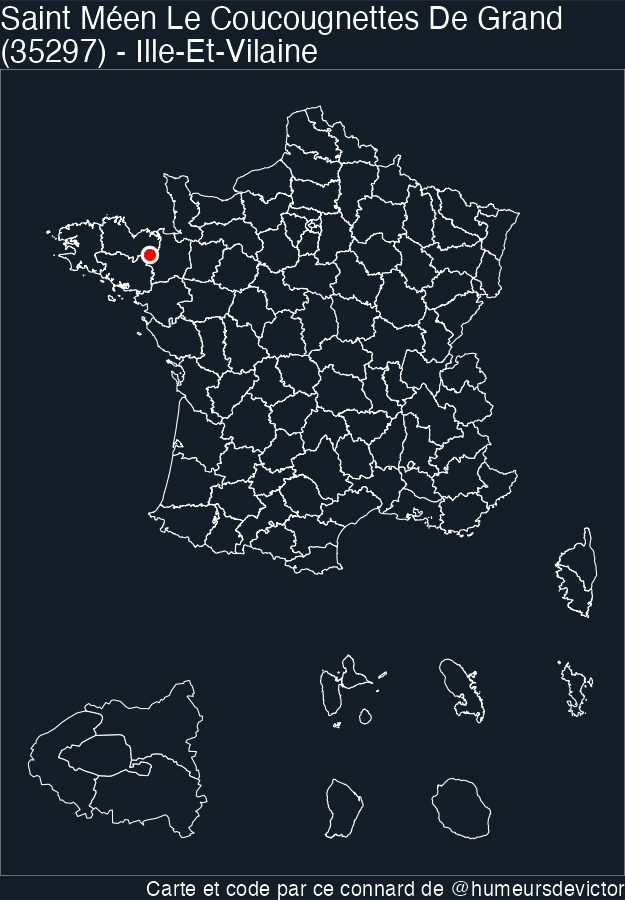 Saint Méen Le Coucougnettes De Grand
(35297) - Ille-Et-Vilaine
Carte et code par ce connard de @humeursdevictor